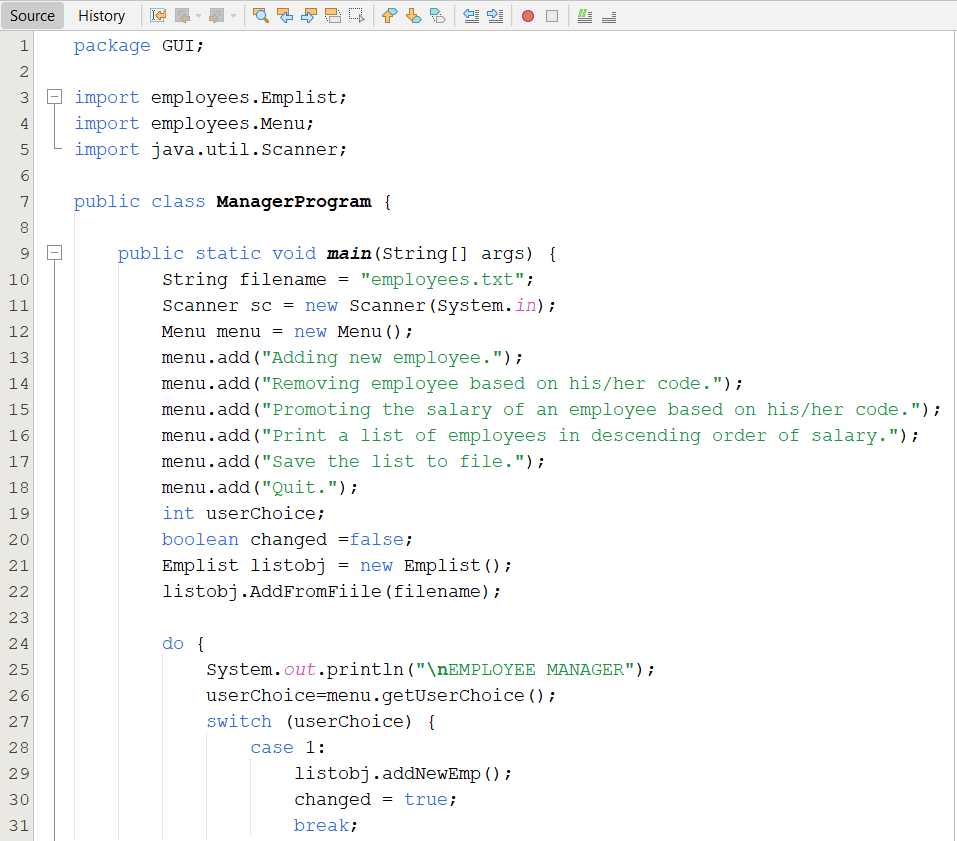 Source History
1 package GUI;
2
3 import employees.Emplist;
4 import employees.Menu;
5 import java.util.Scanner;
6
7 public class ManagerProgram {
8
9 public static void main(String[] args) {
10 String filename = "employees.txt";
11 Scanner sc = new Scanner(System.in);
12 Menu menu = new Menu();
13 menu.add("Adding new employee.");
14 menu.add("Removing employee based on his/her code.");
15 menu.add("Promoting the salary of an employee based on his/her code.");
16 menu.add("Print a list of employees in descending order of salary.");
17 menu.add("Save the list to file.");
18 menu.add("Quit.");
19 int userChoice;
20 boolean changed =false;
21 Emplist listobj = new Emplist();
22 listobj.AddFromFiile(filename);
23
24 do {
25 System.out.println("\nEMPLOYEE MANAGER");
26 userChoice=menu.getUserChoice();
27 switch (userChoice) {
28 case 1:
29 listobj.addNewEmp();
30 changed = true;
31 break;